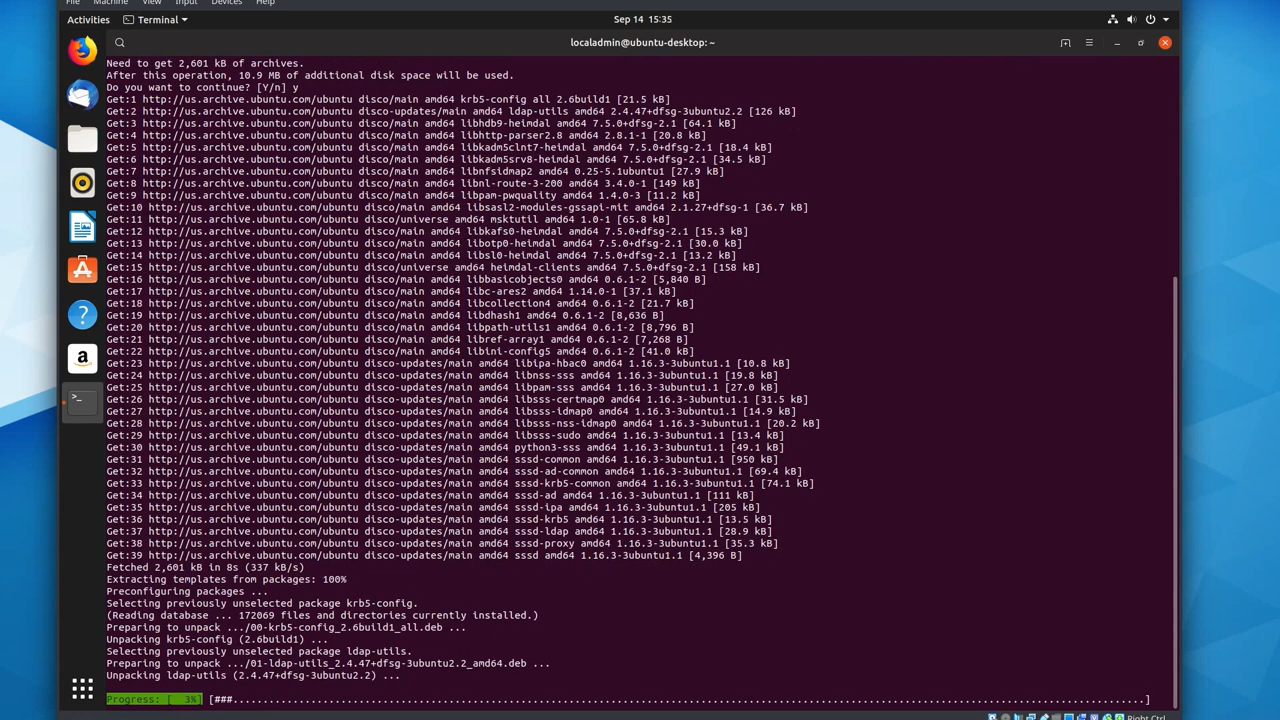 File Machine View Input Devices Help
Activities Terminal Sep 14 15:35
localadmin@ubuntu-desktop: ~
Need to get 2,601 kB of archives.
After this operation, 10.9 MB of additional disk space will be used.
Do you want to continue? [Y/n] y
Get:1 http://us.archive.ubuntu.com/ubuntu disco/main amd64 krb5-config all 2.6build1 [21.5 kB]
Get:2 http://us.archive.ubuntu.com/ubuntu disco-updates/main amd64 ldap-utils amd64 2.4.47+dfsg-3ubuntu2.2 [126 kB]
Get:3 http://us.archive.ubuntu.com/ubuntu disco/main amd64 libhdb9-heimdal amd64 7.5.0+dfsg-2.1 [64.1 kB]
Get:4 http://us.archive.ubuntu.com/ubuntu disco/main amd64 libhttp-parser2.8 amd64 2.8.1-1 [20.8 kB]
Get:5 http://us.archive.ubuntu.com/ubuntu disco/main amd64 libkadm5clnt7-heimdal amd64 7.5.0+dfsg-2.1 [18.4 kB]
Get:6 http://us.archive.ubuntu.com/ubuntu disco/main amd64 libkadm5srv8-heimdal amd64 7.5.0+dfsg-2.1 [34.5 kB]
Get:7 http://us.archive.ubuntu.com/ubuntu disco/main amd64 libnfsidmap2 amd64 0.25-5.1ubuntu1 [27.9 kB]
Get:8 http://us.archive.ubuntu.com/ubuntu disco/main amd64 libnl-route-3-200 amd64 3.4.0-1 [149 kB]
Get:9 http://us.archive.ubuntu.com/ubuntu disco/main amd64 libpam-pwquality amd64 1.4.0-3 [11.2 kB]
Get:10 http://us.archive.ubuntu.com/ubuntu disco/main amd64 libsasl2-modules-gssapi-mit amd64 2.1.27+dfsg-1 [36.7 kB]
Get:11 http://us.archive.ubuntu.com/ubuntu disco/universe amd64 msktutil amd64 1.0-1 [65.8 kB]
Get:12 http://us.archive.ubuntu.com/ubuntu disco/main amd64 libkafs0-heimdal amd64 7.5.0+dfsg-2.1 [15.3 kB]
Get:13 http://us.archive.ubuntu.com/ubuntu disco/main amd64 libotp0-heimdal amd64 7.5.0+dfsg-2.1 [30.0 kB]
Get:14 http://us.archive.ubuntu.com/ubuntu disco/main amd64 libsl0-heimdal amd64 7.5.0+dfsg-2.1 [13.2 kB]
Get:15 http://us.archive.ubuntu.com/ubuntu disco/universe amd64 heimdal-clients amd64 7.5.0+dfsg-2.1 [158 kB]
Get:16 http://us.archive.ubuntu.com/ubuntu disco/main amd64 libbasicobjects0 amd64 0.6.1-2 [5,840 B]
Get:17 http://us.archive.ubuntu.com/ubuntu disco/main amd64 libc-ares2 amd64 1.14.0-1 [37.1 kB]
Get:18 http://us.archive.ubuntu.com/ubuntu disco/main amd64 libcollection4 amd64 0.6.1-2 [21.7 kB]
Get:19 http://us.archive.ubuntu.com/ubuntu disco/main amd64 libdhash1 amd64 0.6.1-2 [8,636 B]
Get:20 http://us.archive.ubuntu.com/ubuntu disco/main amd64 libpath-utils1 amd64 0.6.1-2 [8,796 B]
Get:21 http://us.archive.ubuntu.com/ubuntu disco/main amd64 libref-array1 amd64 0.6.1-2 [7,268 B]
Get:22 http://us.archive.ubuntu.com/ubuntu disco/main amd64 libini-config5 amd64 0.6.1-2 [41.0 kB]
Get:23 http://us.archive.ubuntu.com/ubuntu disco-updates/main amd64 libipa-hbac0 amd64 1.16.3-3ubuntu1.1 [10.8 kB]
Get:24 http://us.archive.ubuntu.com/ubuntu disco-updates/main amd64 libnss-sss amd64 1.16.3-3ubuntu1.1 [19.8 kB]
Get:25 http://us.archive.ubuntu.com/ubuntu disco-updates/main amd64 libpam-sss amd64 1.16.3-3ubuntu1.1 [27.0 kB]
Get:26 http://us.archive.ubuntu.com/ubuntu disco-updates/main amd64 libsss-certmap0 amd64 1.16.3-3ubuntu1.1 [31.5 kB]
Get:27 http://us.archive.ubuntu.com/ubuntu disco-updates/main amd64 libsss-idmap0 amd64 1.16.3-3ubuntu1.1 [14.9 kB]
Get:28 http://us.archive.ubuntu.com/ubuntu disco-updates/main amd64 libsss-nss-idmap0 amd64 1.16.3-3ubuntu1.1 [20.2 kB]
Get:29 http://us.archive.ubuntu.com/ubuntu disco-updates/main amd64 libsss-sudo amd64 1.16.3-3ubuntu1.1 [13.4 kB]
Get:30 http://us.archive.ubuntu.com/ubuntu disco-updates/main amd64 python3-sss amd64 1.16.3-3ubuntu1.1 [49.1 kB]
Get:31 http://us.archive.ubuntu.com/ubuntu disco-updates/main amd64 sssd-common amd64 1.16.3-3ubuntu1.1 [950 kB]
Get:32 http://us.archive.ubuntu.com/ubuntu disco-updates/main amd64 sssd-ad-common amd64 1.16.3-3ubuntu1.1 [69.4 kB]
Get:33 http://us.archive.ubuntu.com/ubuntu disco-updates/main amd64 sssd-krb5-common amd64 1.16.3-3ubuntu1.1 [74.1 kB]
Get:34 http://us.archive.ubuntu.com/ubuntu disco-updates/main amd64 sssd-ad amd64 1.16.3-3ubuntu1.1 [111 kB]
Get:35 http://us.archive.ubuntu.com/ubuntu disco-updates/main amd64 sssd-ipa amd64 1.16.3-3ubuntu1.1 [205 kB]
Get:36 http://us.archive.ubuntu.com/ubuntu disco-updates/main amd64 sssd-krb5 amd64 1.16.3-3ubuntu1.1 [13.5 kB]
Get:37 http://us.archive.ubuntu.com/ubuntu disco-updates/main amd64 sssd-ldap amd64 1.16.3-3ubuntu1.1 [28.9 kB]
Get:38 http://us.archive.ubuntu.com/ubuntu disco-updates/main amd64 sssd-proxy amd64 1.16.3-3ubuntu1.1 [35.3 kB]
Get:39 http://us.archive.ubuntu.com/ubuntu disco-updates/main amd64 sssd amd64 1.16.3-3ubuntu1.1 [4,396 B]
Fetched 2,601 kB in 8s (337 kB/s)
Extracting templates from packages: 100%
Preconfiguring packages ...
Selecting previously unselected package krb5-config.
(Reading database ... 172069 files and directories currently installed.)
Preparing to unpack .../00-krb5-config_2.6build1_all.deb ...
Unpacking krb5-config (2.6build1) ...
Selecting previously unselected package ldap-utils.
Preparing to unpack .../01-ldap-utils_2.4.47+dfsg-3ubuntu2.2_amd64.deb ...
Unpacking ldap-utils (2.4.47+dfsg-3ubuntu2.2) ...
Progress: [  3%] [###.........................................................................................................................................................]
Right Ctrl